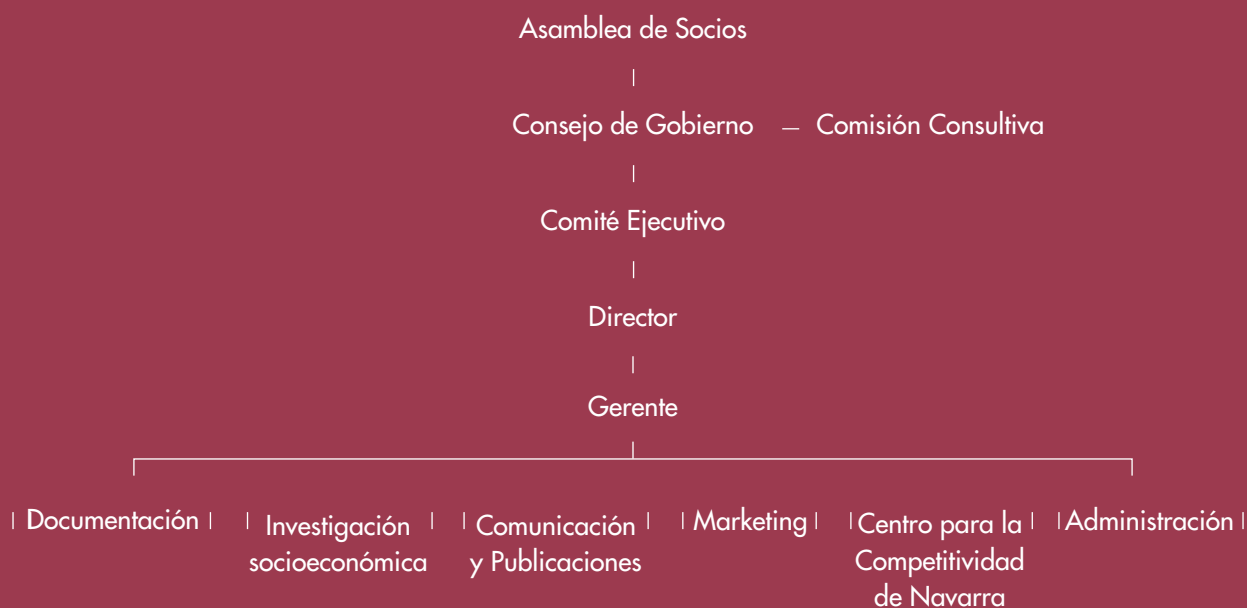 Asamblea de Socios
Consejo de Gobierno — Comisión Consultiva
Comité Ejecutivo
Director
Gerente
Documentación
Investigación
socioeconómica
Comunicación
y Publicaciones
Marketing
Centro para la
Competitividad
de Navarra
Administración